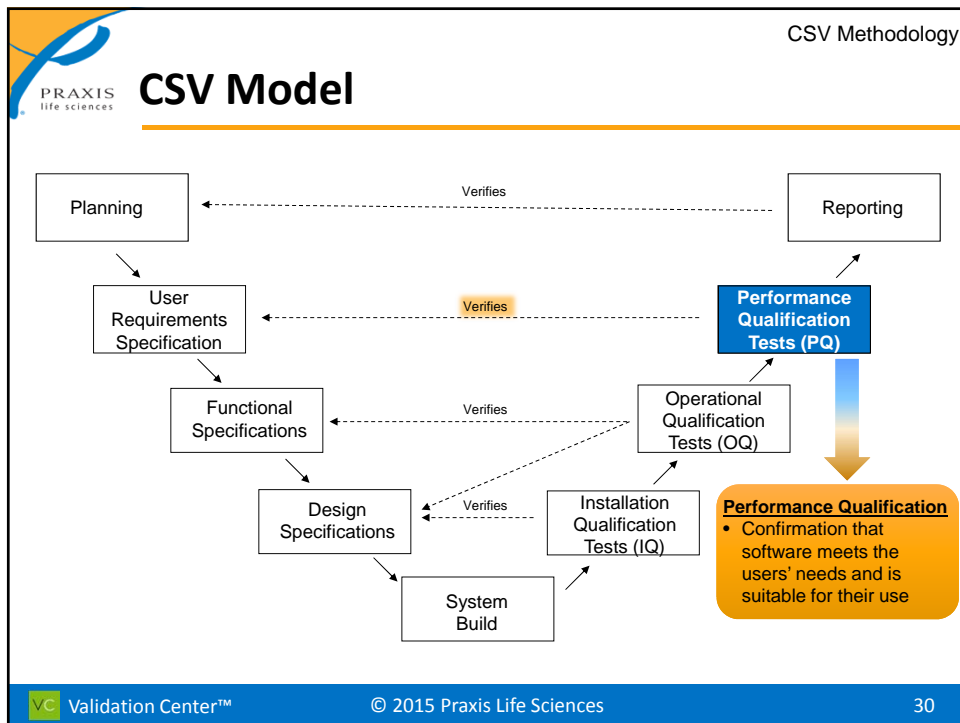 CSV Methodology
PRAXIS
life sciences
CSV Model
Planning
Verifies
Reporting
User
Requirements
Specification
Verifies
Performance
Qualification
Tests (PQ)
Functional
Specifications
Verifies
Operational
Qualification
Tests (OQ)
Design
Specifications
Verifies
Installation
Qualification
Tests (IQ)
System
Build
Performance Qualification
• Confirmation that
software meets the
users’ needs and is
suitable for their use
VC Validation Center™
© 2015 Praxis Life Sciences
30